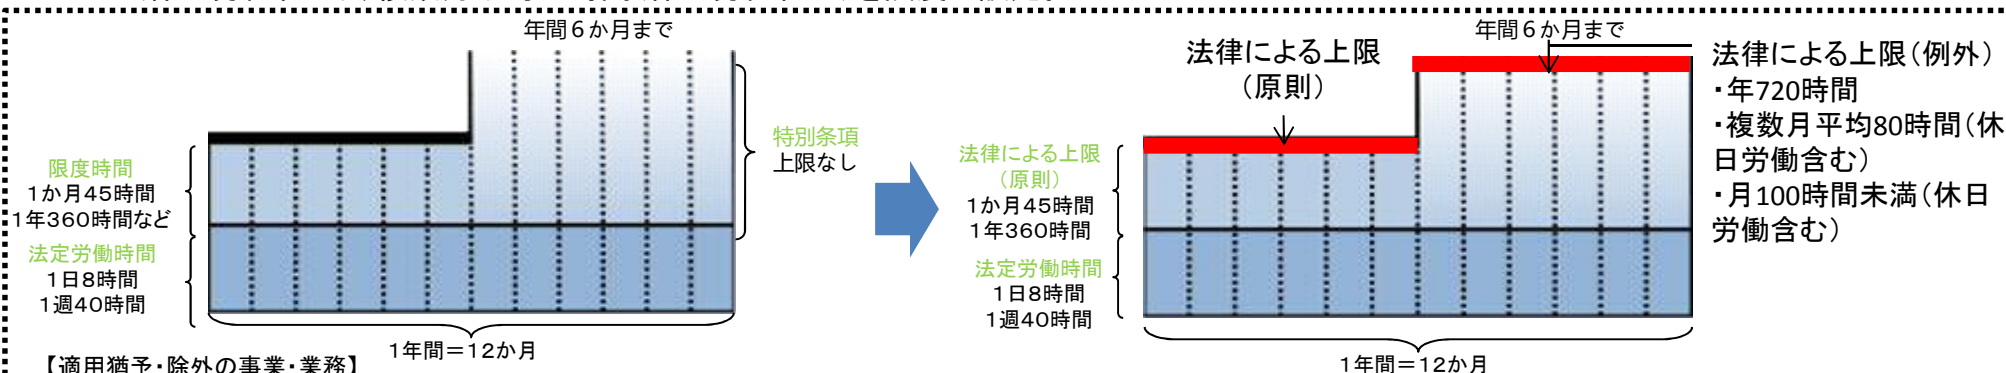 年間６か月まで
限度時間
1か月45時間
1年360時間など
法定労働時間
1日8時間
1週40時間
特別条項
上限なし
1年間＝12か月
【適用猶予・除外の事業・業務】
年間６か月まで
法律による上限
（原則）
法律による上限
（原則）
1か月45時間
1年360時間
法定労働時間
1日8時間
1週40時間
1年間＝12か月
法律による上限（例外）
・年720時間
・複数月平均80時間（休
日労働含む）
・月100時間未満（休日
労働含む）